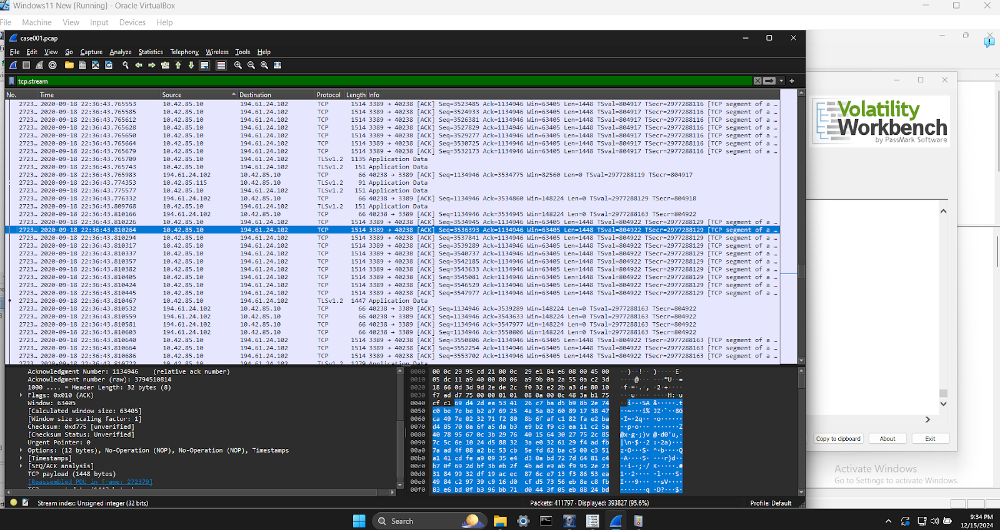 Windows11 New [Running] - Oracle VirtualBox
File Machine View Input Devices Help
case001.pcap
File Edit View Go Capture Analyze Statistics Telephony Wireless Tools Help
tcp.stream
No. Time Source Destination Protocol Length Info
2723… 2020-09-18 22:36:43.765553 10.42.85.10 194.61.24.102 TCP 1514 3389 → 40238 [ACK] Seq=3523485 Ack=1134946 Win=63405 Len=1448 TSval=804917 TSecr=2977288116 [TCP segment of a …
2723… 2020-09-18 22:36:43.765585 10.42.85.10 194.61.24.102 TCP 1514 3389 → 40238 [ACK] Seq=3524933 Ack=1134946 Win=63405 Len=1448 TSval=804917 TSecr=2977288116 [TCP segment of a …
2723… 2020-09-18 22:36:43.765612 10.42.85.10 194.61.24.102 TCP 1514 3389 → 40238 [ACK] Seq=3526381 Ack=1134946 Win=63405 Len=1448 TSval=804917 TSecr=2977288116 [TCP segment of a …
2723… 2020-09-18 22:36:43.765628 10.42.85.10 194.61.24.102 TCP 1514 3389 → 40238 [ACK] Seq=3527829 Ack=1134946 Win=63405 Len=1448 TSval=804917 TSecr=2977288116 [TCP segment of a …
2723… 2020-09-18 22:36:43.765650 10.42.85.10 194.61.24.102 TCP 1514 3389 → 40238 [ACK] Seq=3529277 Ack=1134946 Win=63405 Len=1448 TSval=804917 TSecr=2977288116 [TCP segment of a …
2723… 2020-09-18 22:36:43.765664 10.42.85.10 194.61.24.102 TCP 1514 3389 → 40238 [ACK] Seq=3530725 Ack=1134946 Win=63405 Len=1448 TSval=804917 TSecr=2977288116 [TCP segment of a …
2723… 2020-09-18 22:36:43.765679 10.42.85.10 194.61.24.102 TCP 1514 3389 → 40238 [ACK] Seq=3532173 Ack=1134946 Win=63405 Len=1448 TSval=804917 TSecr=2977288116 [TCP segment of a …
2723… 2020-09-18 22:36:43.765709 10.42.85.10 194.61.24.102 TLSv1.2 1135 Application Data
2723… 2020-09-18 22:36:43.765743 10.42.85.10 194.61.24.102 TLSv1.2 151 Application Data
2723… 2020-09-18 22:36:43.765983 194.61.24.102 10.42.85.10 TCP 66 40238 → 3389 [ACK] Seq=1134946 Ack=3534775 Win=82560 Len=0 TSval=2977288119 TSecr=804917
2723… 2020-09-18 22:36:43.774353 10.42.85.115 10.42.85.10 TLSv1.2 91 Application Data
2723… 2020-09-18 22:36:43.775577 10.42.85.10 194.61.24.102 TLSv1.2 151 Application Data
2723… 2020-09-18 22:36:43.776332 194.61.24.102 10.42.85.10 TCP 66 40238 → 3389 [ACK] Seq=1134946 Ack=3534860 Win=148224 Len=0 TSval=2977288129 TSecr=804918
2723… 2020-09-18 22:36:43.809768 10.42.85.10 194.61.24.102 TLSv1.2 151 Application Data
2723… 2020-09-18 22:36:43.810166 194.61.24.102 10.42.85.10 TCP 66 40238 → 3389 [ACK] Seq=1134946 Ack=3534945 Win=148224 Len=0 TSval=2977288163 TSecr=804922
2723… 2020-09-18 22:36:43.810226 10.42.85.10 194.61.24.102 TCP 1514 3389 → 40238 [ACK] Seq=3534945 Ack=1134946 Win=63405 Len=1448 TSval=804922 TSecr=2977288129 [TCP segment of a …
2723… 2020-09-18 22:36:43.810264 10.42.85.10 194.61.24.102 TCP 1514 3389 → 40238 [ACK] Seq=3536393 Ack=1134946 Win=63405 Len=1448 TSval=804922 TSecr=2977288129 [TCP segment of a …
2723… 2020-09-18 22:36:43.810294 10.42.85.10 194.61.24.102 TCP 1514 3389 → 40238 [ACK] Seq=3537841 Ack=1134946 Win=63405 Len=1448 TSval=804922 TSecr=2977288129 [TCP segment of a …
2723… 2020-09-18 22:36:43.810317 10.42.85.10 194.61.24.102 TCP 1514 3389 → 40238 [ACK] Seq=3539289 Ack=1134946 Win=63405 Len=1448 TSval=804922 TSecr=2977288129 [TCP segment of a …
2723… 2020-09-18 22:36:43.810337 10.42.85.10 194.61.24.102 TCP 1514 3389 → 40238 [ACK] Seq=3540737 Ack=1134946 Win=63405 Len=1448 TSval=804922 TSecr=2977288129 [TCP segment of a …
2723… 2020-09-18 22:36:43.810357 10.42.85.10 194.61.24.102 TCP 1514 3389 → 40238 [ACK] Seq=3542185 Ack=1134946 Win=63405 Len=1448 TSval=804922 TSecr=2977288129 [TCP segment of a …
2723… 2020-09-18 22:36:43.810382 10.42.85.10 194.61.24.102 TCP 1514 3389 → 40238 [ACK] Seq=3543633 Ack=1134946 Win=63405 Len=1448 TSval=804922 TSecr=2977288129 [TCP segment of a …
2723… 2020-09-18 22:36:43.810405 10.42.85.10 194.61.24.102 TCP 1514 3389 → 40238 [ACK] Seq=3545081 Ack=1134946 Win=63405 Len=1448 TSval=804922 TSecr=2977288129 [TCP segment of a …
2723… 2020-09-18 22:36:43.810424 10.42.85.10 194.61.24.102 TCP 1514 3389 → 40238 [ACK] Seq=3546529 Ack=1134946 Win=63405 Len=1448 TSval=804922 TSecr=2977288129 [TCP segment of a …
2723… 2020-09-18 22:36:43.810445 10.42.85.10 194.61.24.102 TCP 1514 3389 → 40238 [ACK] Seq=3547977 Ack=1134946 Win=63405 Len=1448 TSval=804922 TSecr=2977288129 [TCP segment of a …
2723… 2020-09-18 22:36:43.810467 10.42.85.10 194.61.24.102 TLSv1.2 1447 Application Data
2723… 2020-09-18 22:36:43.810532 194.61.24.102 10.42.85.10 TCP 66 40238 → 3389 [ACK] Seq=1134946 Ack=3539289 Win=148224 Len=0 TSval=2977288163 TSecr=804922
2723… 2020-09-18 22:36:43.810559 194.61.24.102 10.42.85.10 TCP 66 40238 → 3389 [ACK] Seq=1134946 Ack=3543633 Win=148224 Len=0 TSval=2977288163 TSecr=804922
2723… 2020-09-18 22:36:43.810581 194.61.24.102 10.42.85.10 TCP 66 40238 → 3389 [ACK] Seq=1134946 Ack=3547977 Win=148224 Len=0 TSval=2977288163 TSecr=804922
2723… 2020-09-18 22:36:43.810603 194.61.24.102 10.42.85.10 TCP 66 40238 → 3389 [ACK] Seq=1134946 Ack=3550806 Win=148224 Len=0 TSval=2977288163 TSecr=804922
2723… 2020-09-18 22:36:43.810640 10.42.85.10 194.61.24.102 TCP 1514 3389 → 40238 [ACK] Seq=3550806 Ack=1134946 Win=63405 Len=1448 TSval=804922 TSecr=2977288163 [TCP segment of a …
2723… 2020-09-18 22:36:43.810664 10.42.85.10 194.61.24.102 TCP 1514 3389 → 40238 [ACK] Seq=3552254 Ack=1134946 Win=63405 Len=1448 TSval=804922 TSecr=2977288163 [TCP segment of a …
2723… 2020-09-18 22:36:43.810686 10.42.85.10 194.61.24.102 TCP 1514 3389 → 40238 [ACK] Seq=3553702 Ack=1134946 Win=63405 Len=1448 TSval=804922 TSecr=2977288163 [TCP segment of a …
2723… 2020-09-18 22:36:43.810722 10.42.85.10 194.61.24.102 TLSv1.2 1279 Application Data
Acknowledgment Number: 1134946 (relative ack number)
Acknowledgment number (raw): 3794510814
1000 .... = Header Length: 32 bytes (8)
Flags: 0x010 (ACK)
Window: 63405
[Calculated window size: 63405]
[Window size scaling factor: 1]
Checksum: 0xd775 [unverified]
[Checksum Status: Unverified]
Urgent Pointer: 0
Options: (12 bytes), No-Operation (NOP), No-Operation (NOP), Timestamps
[Timestamps]
[SEQ/ACK analysis]
TCP payload (1448 bytes)
[Reassembled PDU in frame: 272379]
0000 00 0c 29 95 cd 21 00 0c 29 e1 84 e6 08 00 45 00
0010 05 dc 11 a9 40 00 80 06 a9 9b 0a 2a 55 0a c2 3d
0020 18 66 0d 3d 9d 2e de 2c f0 32 e2 2b a3 de 80 10
0030 f7 ad d7 75 00 00 01 01 08 0a 00 0c 48 3a b1 75
0040 cf c1 69 d4 2d ea 53 41 26 c7 ba d5 b9 8b 2e 74
0050 c0 be 7e be b2 a7 69 25 4a 5a 02 60 89 17 38 47
0060 ca 49 7e 02 32 71 f2 80 8b 6f af c1 82 fa e2 ba
0070 d4 85 70 0a 6f a5 da b3 e9 b2 f9 c3 ea 11 c2 5a
0080 40 78 95 67 0c 3b 29 76 40 15 64 30 27 75 2c 85
0090 7c 5c 6e 10 24 d5 88 32 3a e0 32 61 29 f4 ad fb
00a0 7a ad 4f 08 a2 bc 53 cb 5e fd 62 ba c5 00 c3 51
00b0 a1 41 cd fe a9 09 35 e4 d3 0a bd 72 7d 64 81 c4
00c0 b7 0f 69 2d bf 3b eb 2f 4b ad e9 ab f9 95 2e 23
00d0 31 84 99 32 df 19 ac ec 87 6c e7 13 f3 86 53 ea
00e0 49 84 c2 97 39 c9 16 d0 cf d5 73 56 eb 8e c8 fb
00f0 83 e6 bd 0f b3 96 bb 71 d0 44 3f 05 eb 88 24 bd
Stream index: Unsigned integer (32 bits)
Packets: 411797 · Displayed: 393827 (95.6%)
Profile: Default
Volatility
Workbench
by PassMark Software
Copy to clipboard
About
Exit
Activate Windows
Go to Settings to activate Windows.
Search
9:34 PM
12/15/2024